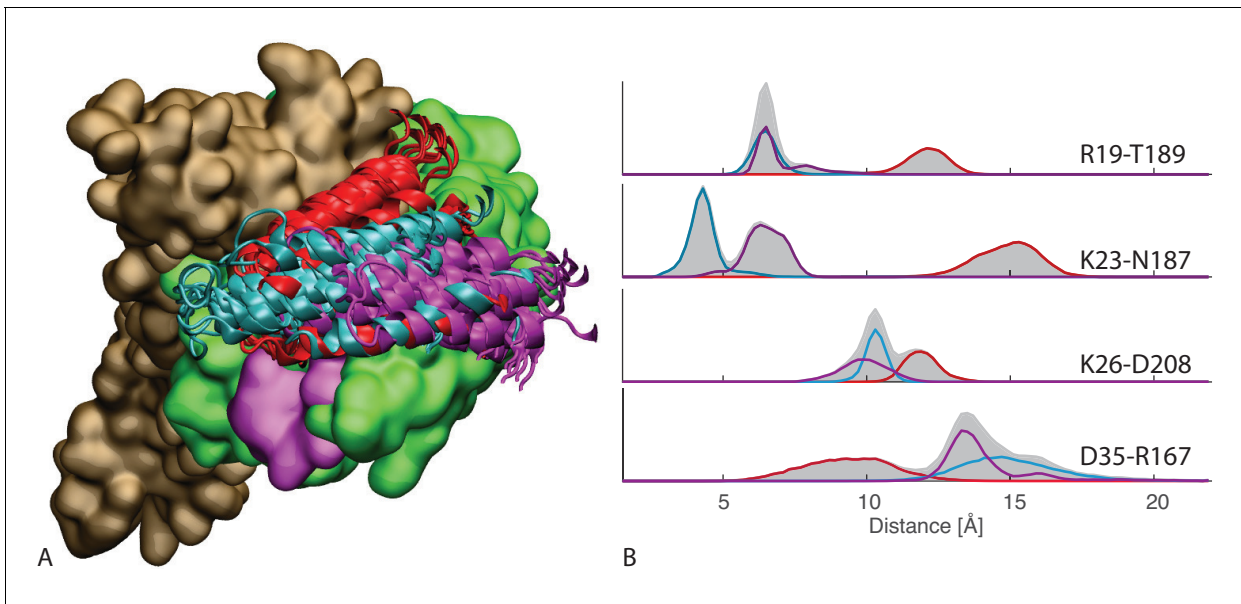 R19-T189
K23-N187
K26-D208
D35-R167
5 10 15 20
Distance [Å]
A B